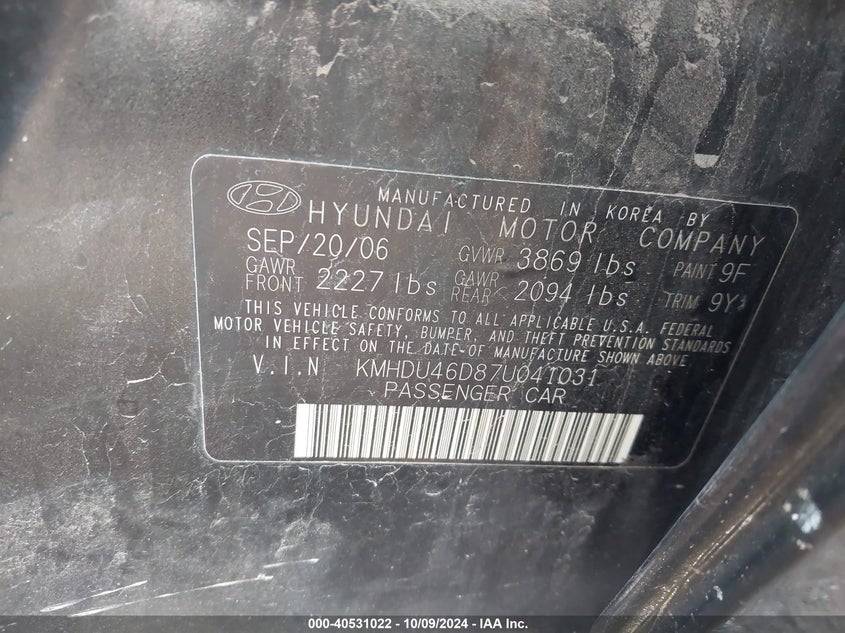 MANUFACTURED IN KOREA BY
HYUNDAI MOTOR COMPANY
SEP/20/06 GVWR 3869 lbs PAINT 9F
GAWR FRONT 2227 lbs GAWR REAR 2094 lbs TRIM 9Y
THIS VEHICLE CONFORMS TO ALL APPLICABLE U.S.A. FEDERAL
MOTOR VEHICLE SAFETY, BUMPER, AND THEFT PREVENTION STANDARDS
IN EFFECT ON THE DATE OF MANUFACTURE SHOWN ABOVE
V.I.N KMHDU46D87U041031
PASSENGER CAR
000-40531022 - 10/09/2024 - IAA Inc.